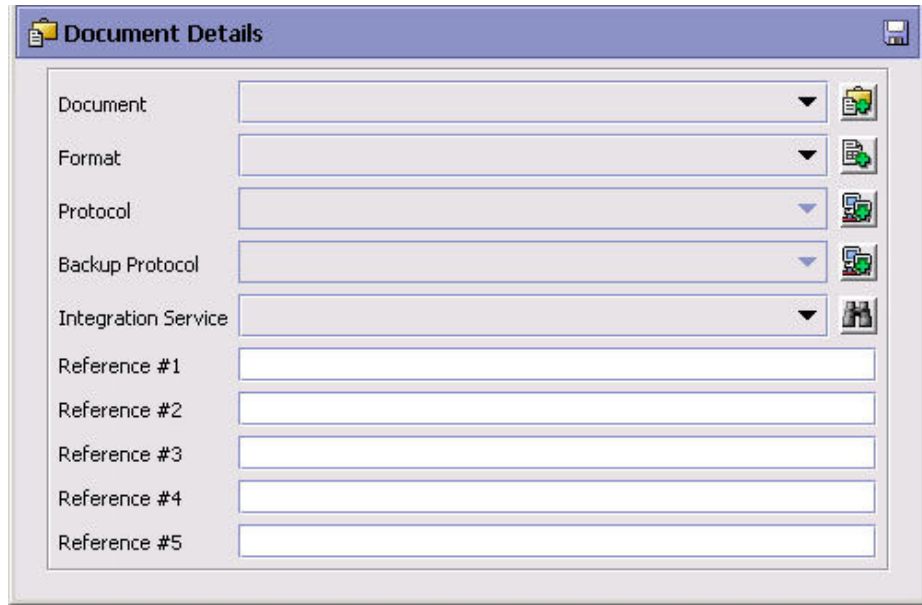 Document Details
Document
Format
Protocol
Backup Protocol
Integration Service
Reference #1
Reference #2
Reference #3
Reference #4
Reference #5